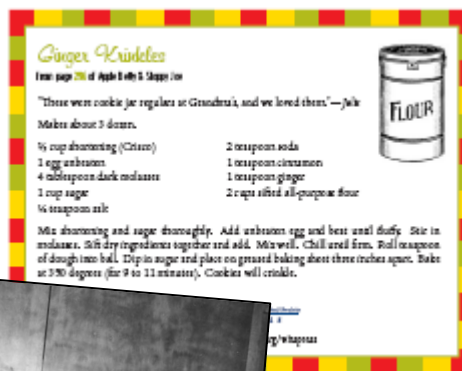 Ginger Krinkles
from page 296 of Apple Betty & Sloppy Joe
"These were cookie jar regulars at Grandma's, and we loved them."—Julie
Makes about 3 dozen.
FLOUR
cup shortening (Crisco)
1 egg unbeaten
4 tablespoon dark molasses
1 cup sugar
¼ teaspoon salt
2 teaspoon soda
1 teaspoon cinnamon
1 teaspoon ginger
2 cups sifted all-purpose flour
Mix shortening and sugar thoroughly. Add unbeaten egg and beat until fluffy. Stir in
molasses. Sift dry ingredients together and add. Mix well. Chill until firm. Roll teaspoon
of dough into ball. Dip in sugar and place on greased baking sheet three inches apart. Bake
at 350 degrees (for 9 to 11 minutes). Cookies will crinkle.